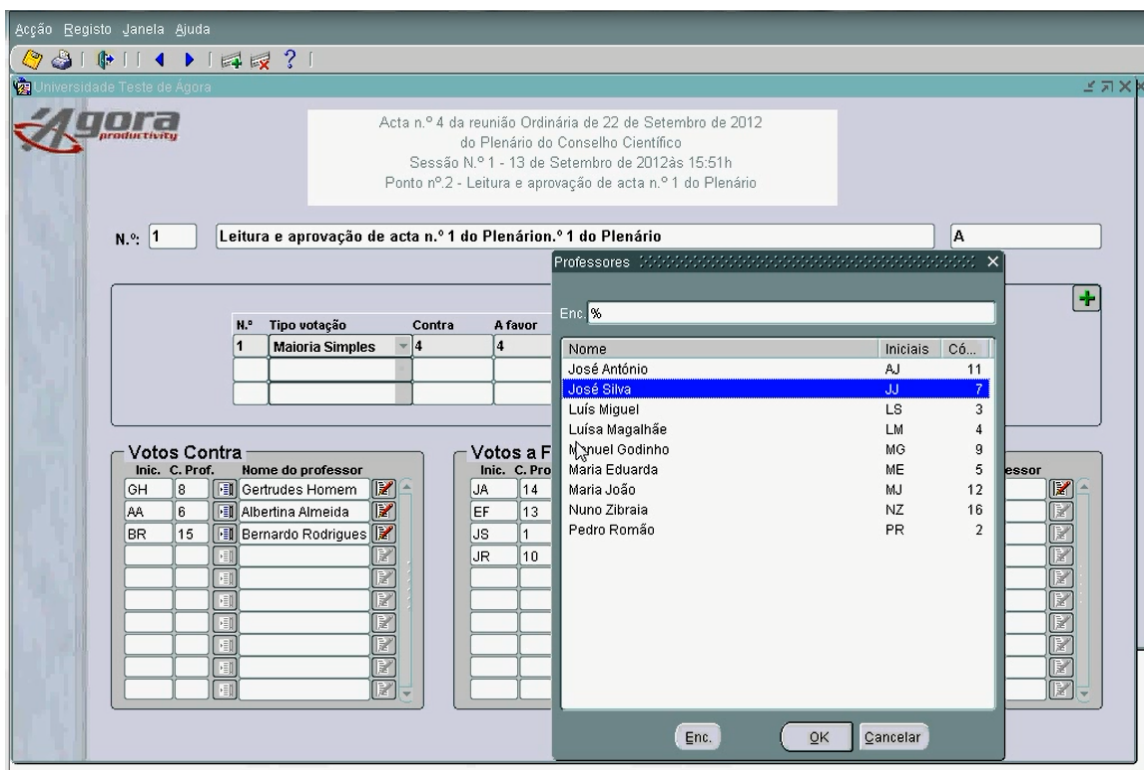 Acção Registo Janela Ajuda
Universidade Teste de Ágora
Agora
productivity
Acta n.º 4 da reunião Ordinária de 22 de Setembro de 2012
do Plenário do Conselho Científico
Sessão N.º 1 - 13 de Setembro de 2012às 15:51h
Ponto nº.2 - Leitura e aprovação de acta n.º 1 do Plenário
N.º: 1 Leitura e aprovação de acta n.º 1 do Plenárion.º 1 do Plenário A
Professores
Enc. %
N.º Tipo votação Contra A favor
1 Maioria Simples 4 4
Nome Iniciais Có...
José António AJ 11
José Silva JJ 7
Luís Miguel LS 3
Luísa Magalhãe LM 4
Manuel Godinho MG 9
Maria Eduarda ME 5
Maria João MJ 12
Nuno Zibraia NZ 16
Pedro Romão PR 2
Enc. OK Cancelar
Votos Contra
Inic. C. Prof. Nome do professor
GH 8 Gertrudes Homem
AA 6 Albertina Almeida
BR 15 Bernardo Rodrigues
Votos a F
Inic. C. Pro
JA 14
EF 13
JS 1
JR 10
essor